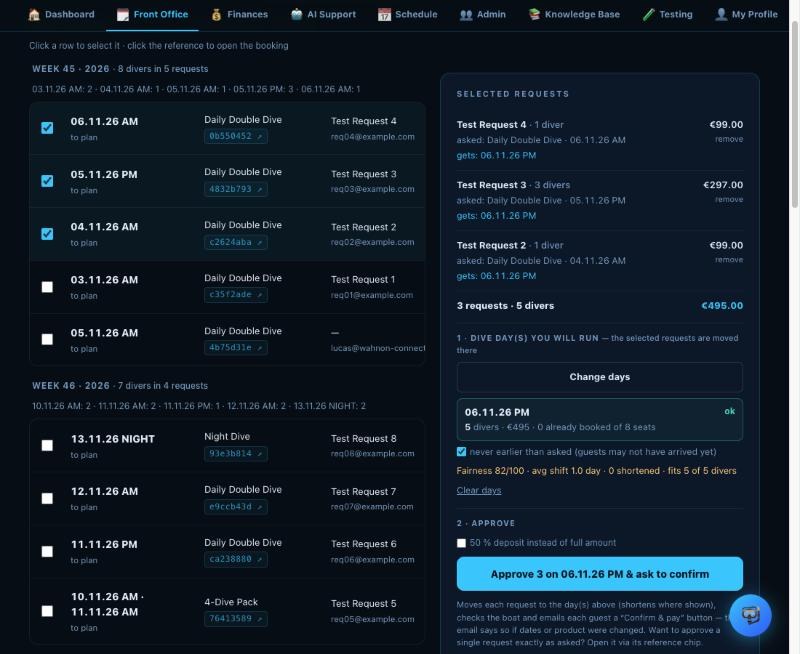 Dashboard Front Office Finances AI Support Schedule Admin Knowledge Base Testing My Profile
Click a row to select it · click the reference to open the booking
WEEK 45 · 2026 · 8 divers in 5 requests
03.11.26 AM: 2 · 04.11.26 AM: 1 · 05.11.26 AM: 1 · 05.11.26 PM: 3 · 06.11.26 AM: 1
06.11.26 AM Daily Double Dive Test Request 4
to plan 0b550452 ↗ req04@example.com
05.11.26 PM Daily Double Dive Test Request 3
to plan 4832b793 ↗ req03@example.com
04.11.26 AM Daily Double Dive Test Request 2
to plan c2624aba ↗ req02@example.com
03.11.26 AM Daily Double Dive Test Request 1
to plan c35f2ade ↗ req01@example.com
05.11.26 AM Daily Double Dive —
to plan 4b75d31e ↗ lucas@wahnon-connect
WEEK 46 · 2026 · 7 divers in 4 requests
10.11.26 AM: 2 · 11.11.26 AM: 2 · 11.11.26 PM: 1 · 12.11.26 AM: 2 · 13.11.26 NIGHT: 2
13.11.26 NIGHT Night Dive Test Request 8
to plan 93e3b814 ↗ req08@example.com
12.11.26 AM Daily Double Dive Test Request 7
to plan e9ccb43d ↗ req07@example.com
11.11.26 PM Daily Double Dive Test Request 6
to plan ca238880 ↗ req06@example.com
10.11.26 AM ·
11.11.26 AM 4-Dive Pack Test Request 5
to plan 76413589 ↗ req05@example.com
SELECTED REQUESTS
Test Request 4 · 1 diver €99.00
asked: Daily Double Dive · 06.11.26 AM remove
gets: 06.11.26 PM
Test Request 3 · 3 divers €297.00
asked: Daily Double Dive · 05.11.26 PM remove
gets: 06.11.26 PM
Test Request 2 · 1 diver €99.00
asked: Daily Double Dive · 04.11.26 AM remove
gets: 06.11.26 PM
3 requests · 5 divers €495.00
1 · DIVE DAY(S) YOU WILL RUN — the selected requests are moved
there
Change days
06.11.26 PM ok
5 divers · €495 · 0 already booked of 8 seats
never earlier than asked (guests may not have arrived yet)
Fairness 82/100 · avg shift 1.0 day · 0 shortened · fits 5 of 5 divers
Clear days
2 · APPROVE
50 % deposit instead of full amount
Approve 3 on 06.11.26 PM & ask to confirm
Moves each request to the day(s) above (shortens where shown),
checks the boat and emails each guest a "Confirm & pay" button —
email says so if dates or product were changed. Want to approve a
single request exactly as asked? Open it via its reference chip.